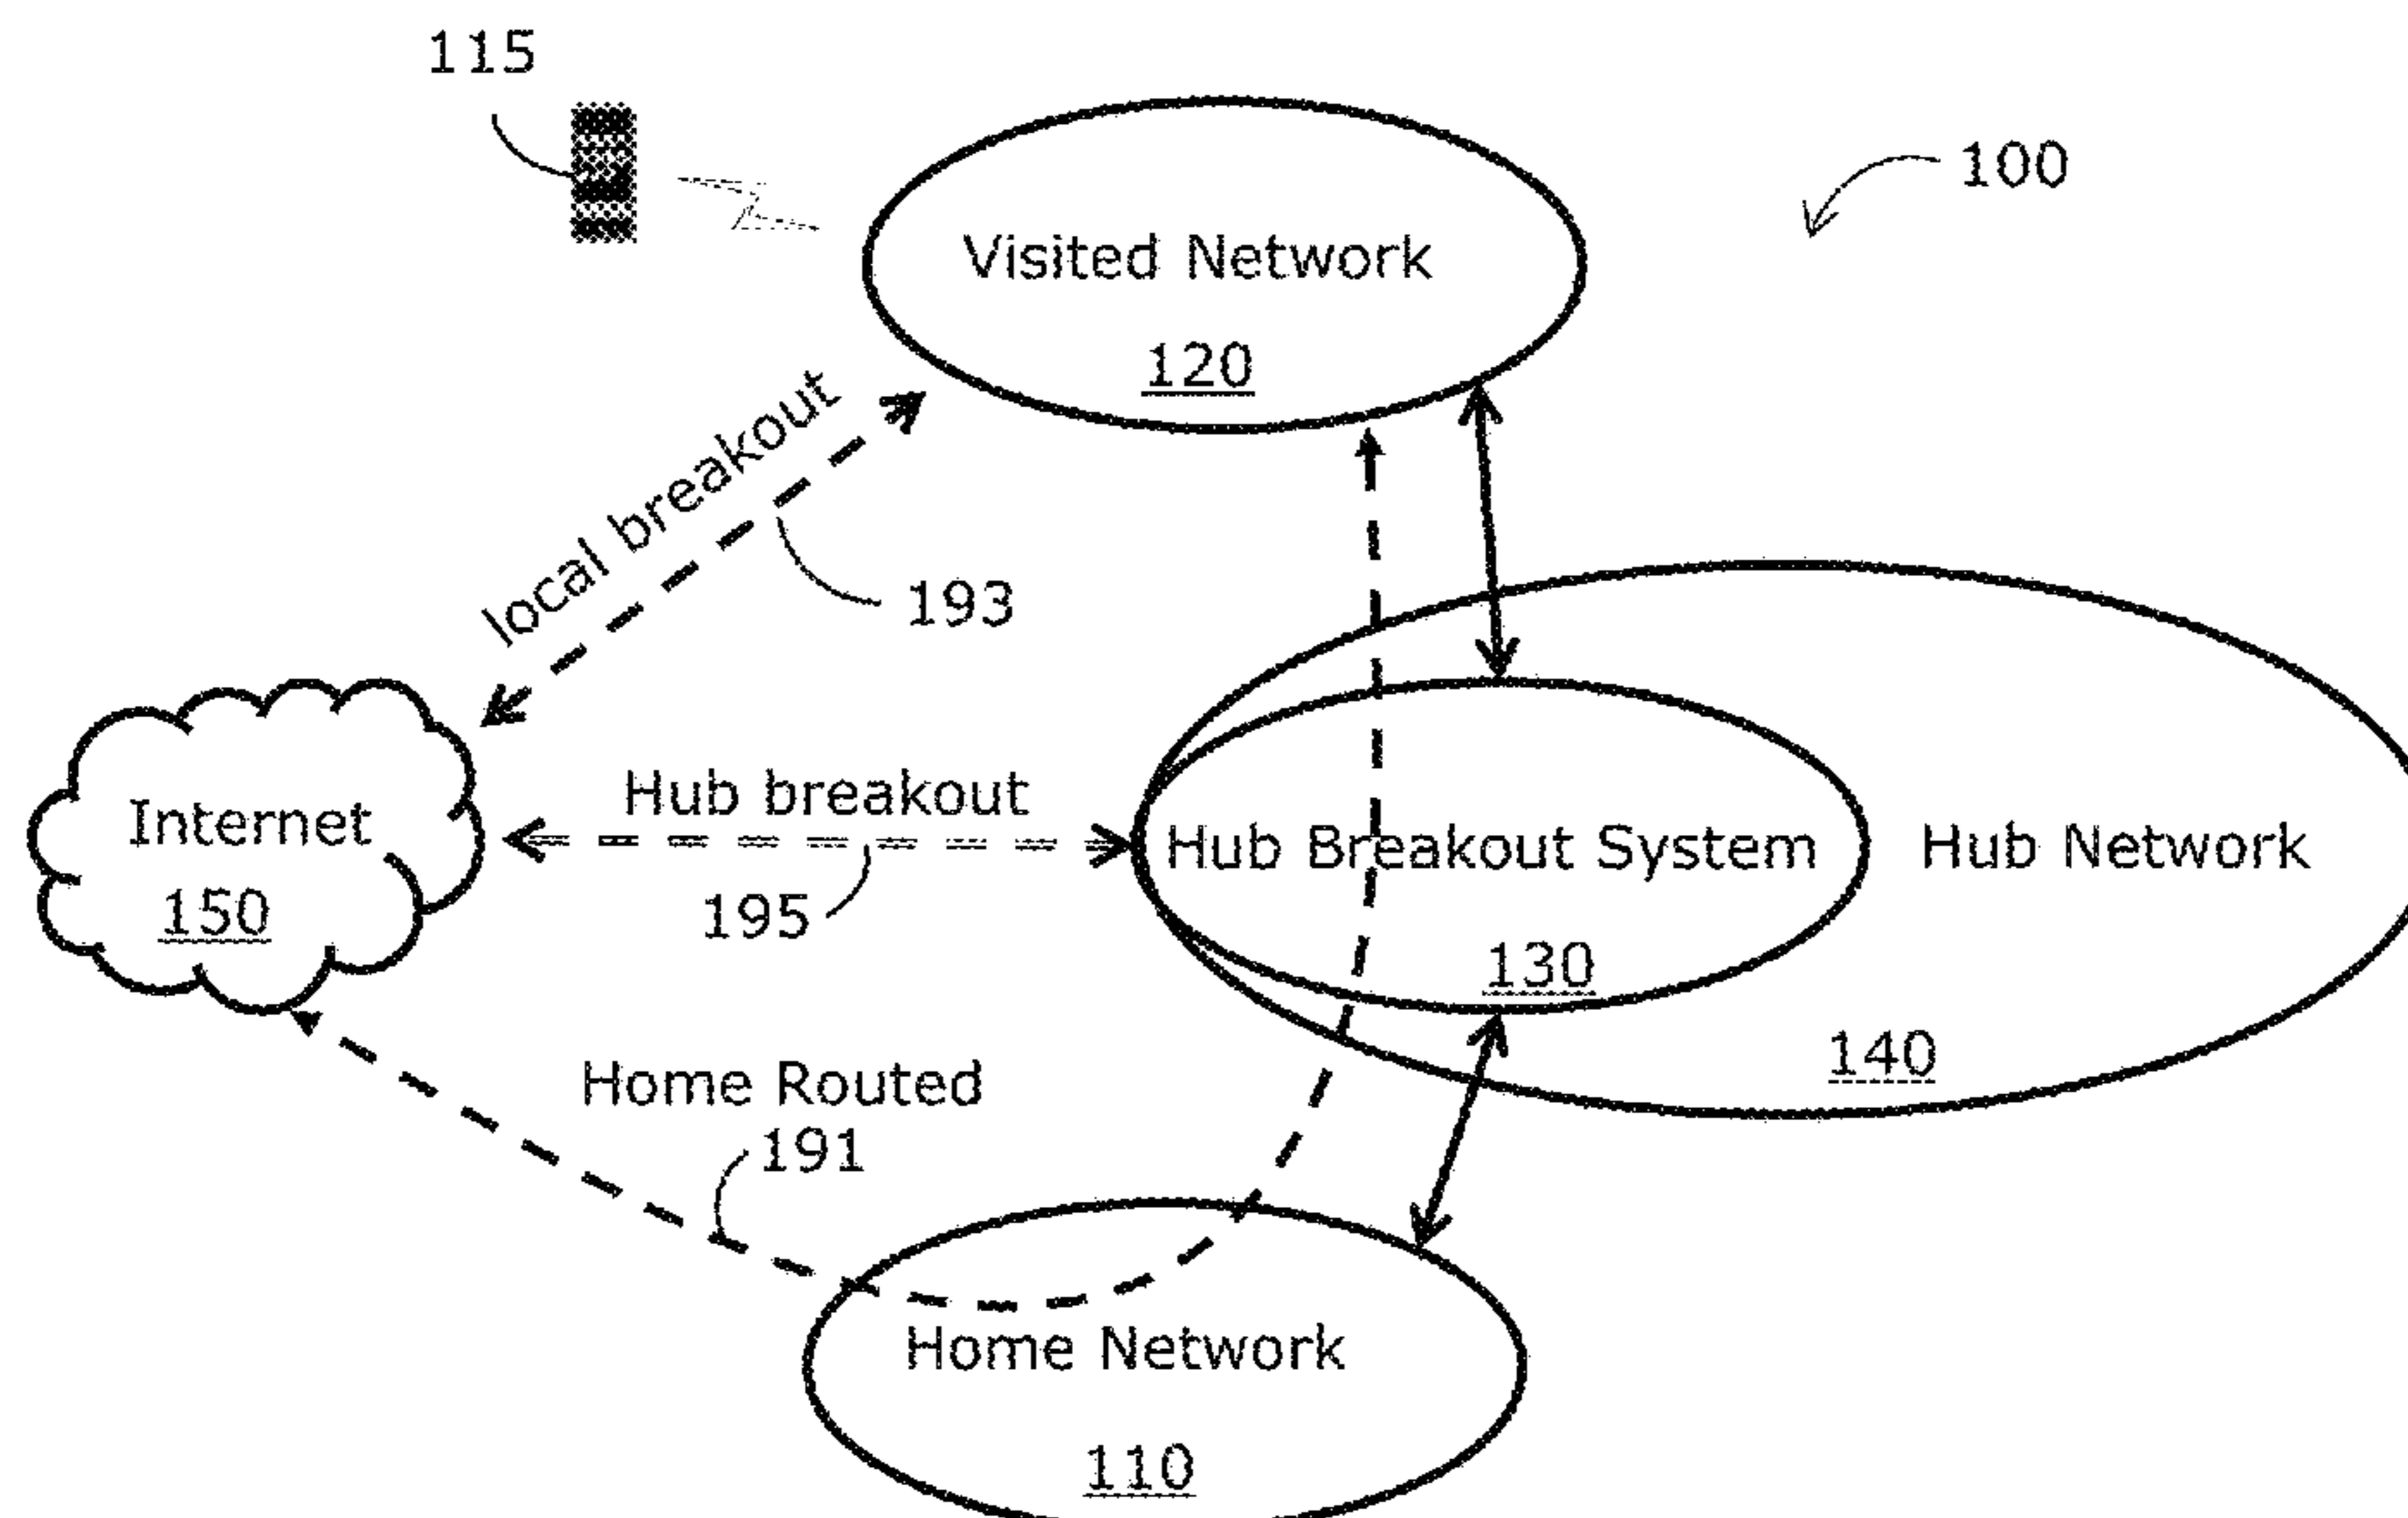 115
100
Visited Network
120
local breakout
193
Internet
150
Hub breakout
195
Hub Breakout System
130
Hub Network
140
Home Routed
191
Home Network
110